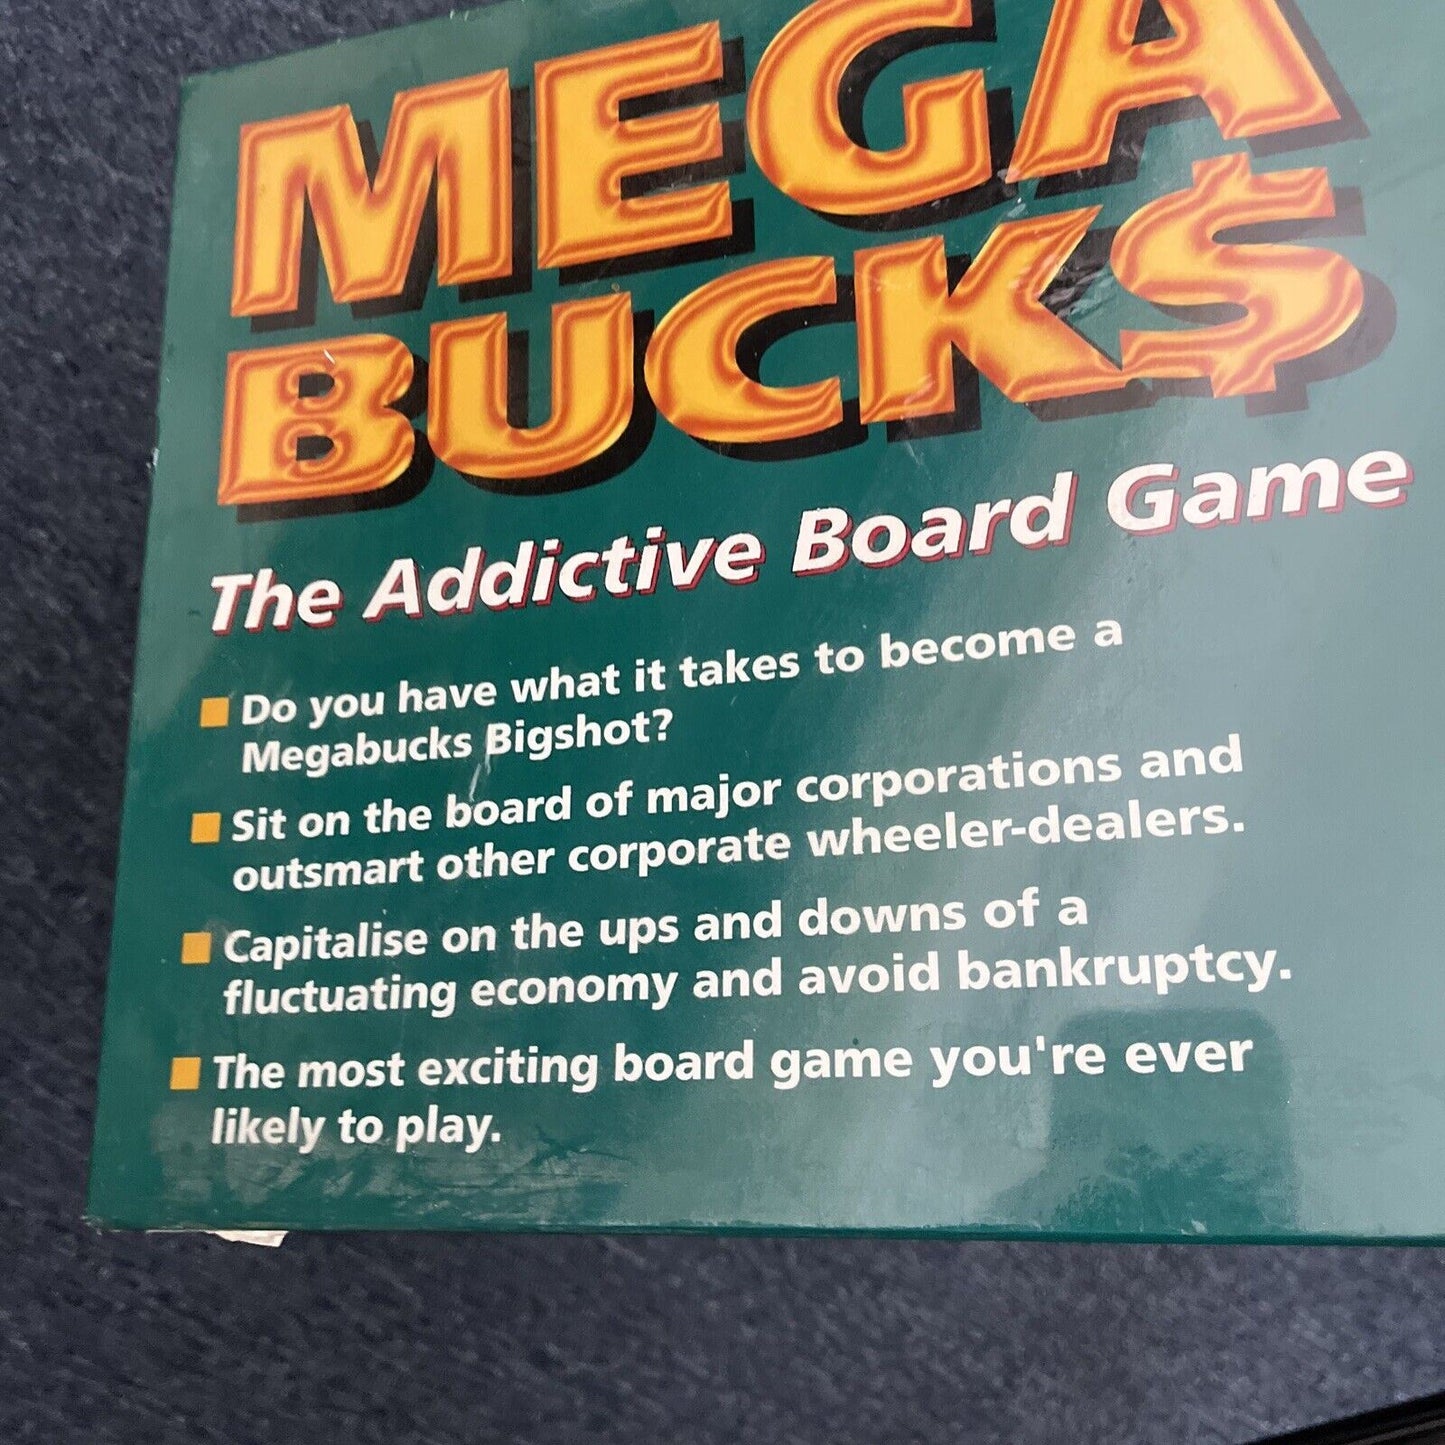 MEGA
BUCK$
The Addictive Board Game
Do you have what it takes to become a
Megabucks Bigshot?
Sit on the board of major corporations and
outsmart other corporate wheeler-dealers.
Capitalise on the ups and downs of a
fluctuating economy and avoid bankruptcy.
The most exciting board game you're ever
likely to play.